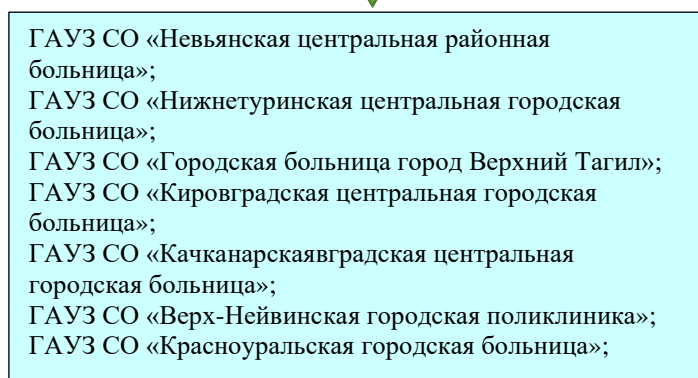 ГАУЗ СО «Невьянская центральная районная
больница»;
ГАУЗ СО «Нижнетуринская центральная городская
больница»;
ГАУЗ СО «Городская больница город Верхний Тагил»;
ГАУЗ СО «Кировградская центральная городская
больница»;
ГАУЗ СО «Качканарскаявградская центральная
городская больница»;
ГАУЗ СО «Верх-Нейвинская городская поликлиника»;
ГАУЗ СО «Красноуральская городская больница»;